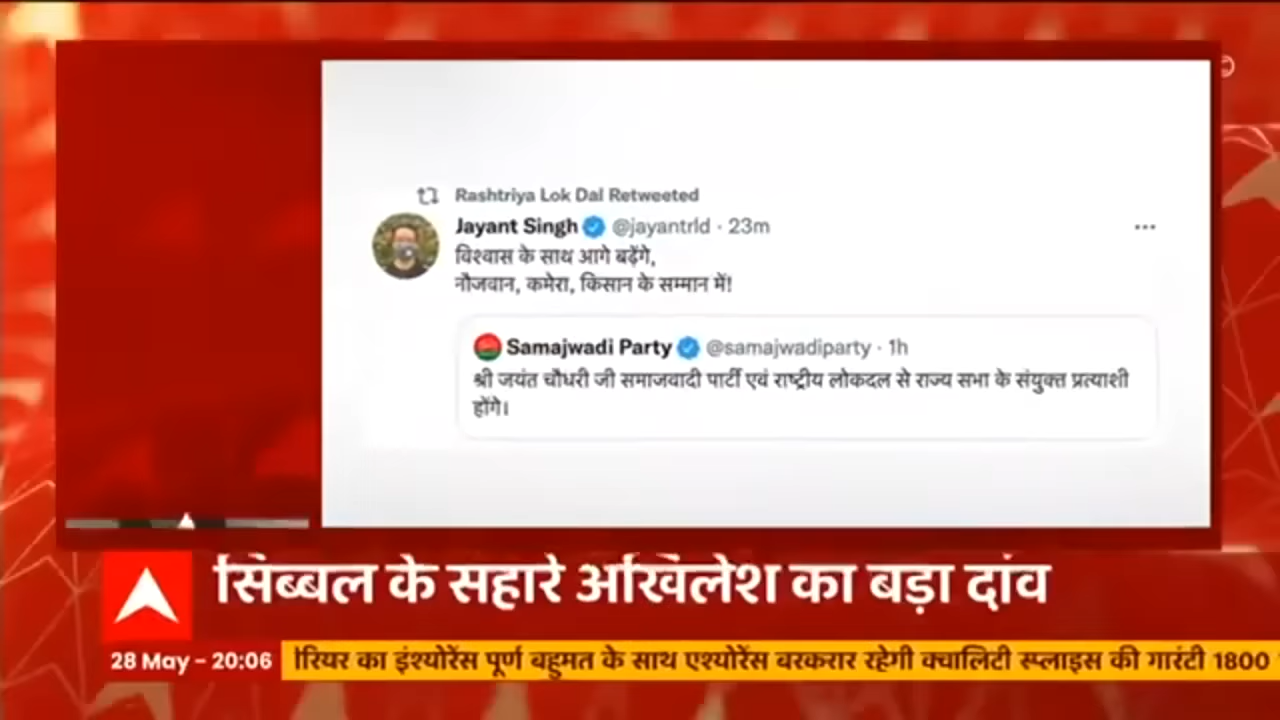 Rashtriya Lok Dal Retweeted
Jayant Singh @jayantrld · 23m
विश्वास के साथ आगे बढ़ेंगे,
नौजवान, कमेरा, किसान के सम्मान में!
Samajwadi Party @samajwadiparty · 1h
श्री जयंत चौधरी जी समाजवादी पार्टी एवं राष्ट्रीय लोकदल से राज्य सभा के संयुक्त प्रत्याशी
होंगे।
सिब्बल के सहारे अखिलेश का बड़ा दांव
28 May - 20:06
रियर का इंश्योरेंस पूर्ण बहुमत के साथ एश्योरेंस बरकरार रहेगी क्वालिटी स्प्लाइस की गारंटी 1800